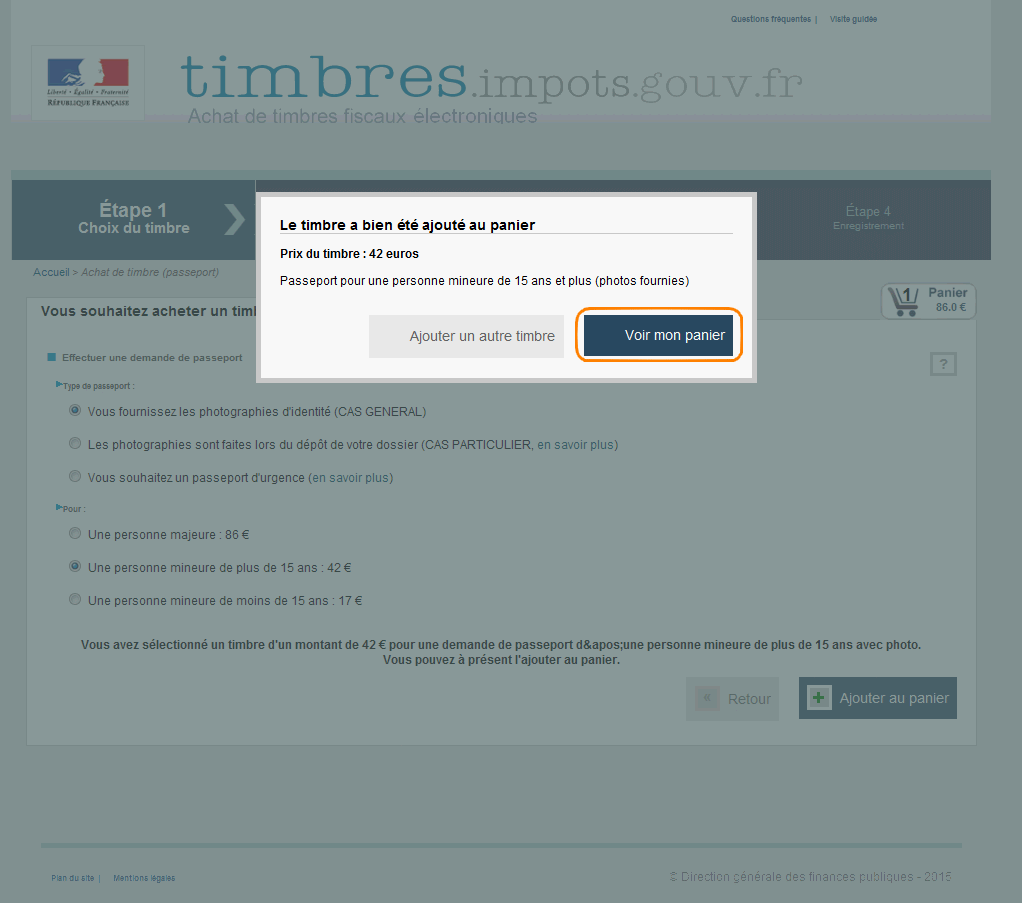 Questions fréquentes | Visite guidée
Liberté • Égalité • Fraternité
RÉPUBLIQUE FRANÇAISE
timbres.impots.gouv.fr
Achat de timbres fiscaux électroniques
Étape 1
Choix du timbre
Étape 4
Enregistrement
Accueil > Achat de timbre (passeport)
Le timbre a bien été ajouté au panier
Prix du timbre : 42 euros
Passeport pour une personne mineure de 15 ans et plus (photos fournies)
Ajouter un autre timbre
Voir mon panier
1
Panier
86.0 €
Vous souhaitez acheter un timl
Effectuer une demande de passeport
?
Type de passeport :
Vous fournissez les photographies d'identité (CAS GENERAL)
Les photographies sont faites lors du dépôt de votre dossier (CAS PARTICULIER, en savoir plus)
Vous souhaitez un passeport d'urgence (en savoir plus)
Pour :
Une personne majeure : 86 €
Une personne mineure de plus de 15 ans : 42 €
Une personne mineure de moins de 15 ans : 17 €
Vous avez sélectionné un timbre d'un montant de 42 € pour une demande de passeport d&apos;une personne mineure de plus de 15 ans avec photo.
Vous pouvez à présent l'ajouter au panier.
« Retour
Ajouter au panier
Plan du site | Mentions légales
© Direction générale des finances publiques - 2015